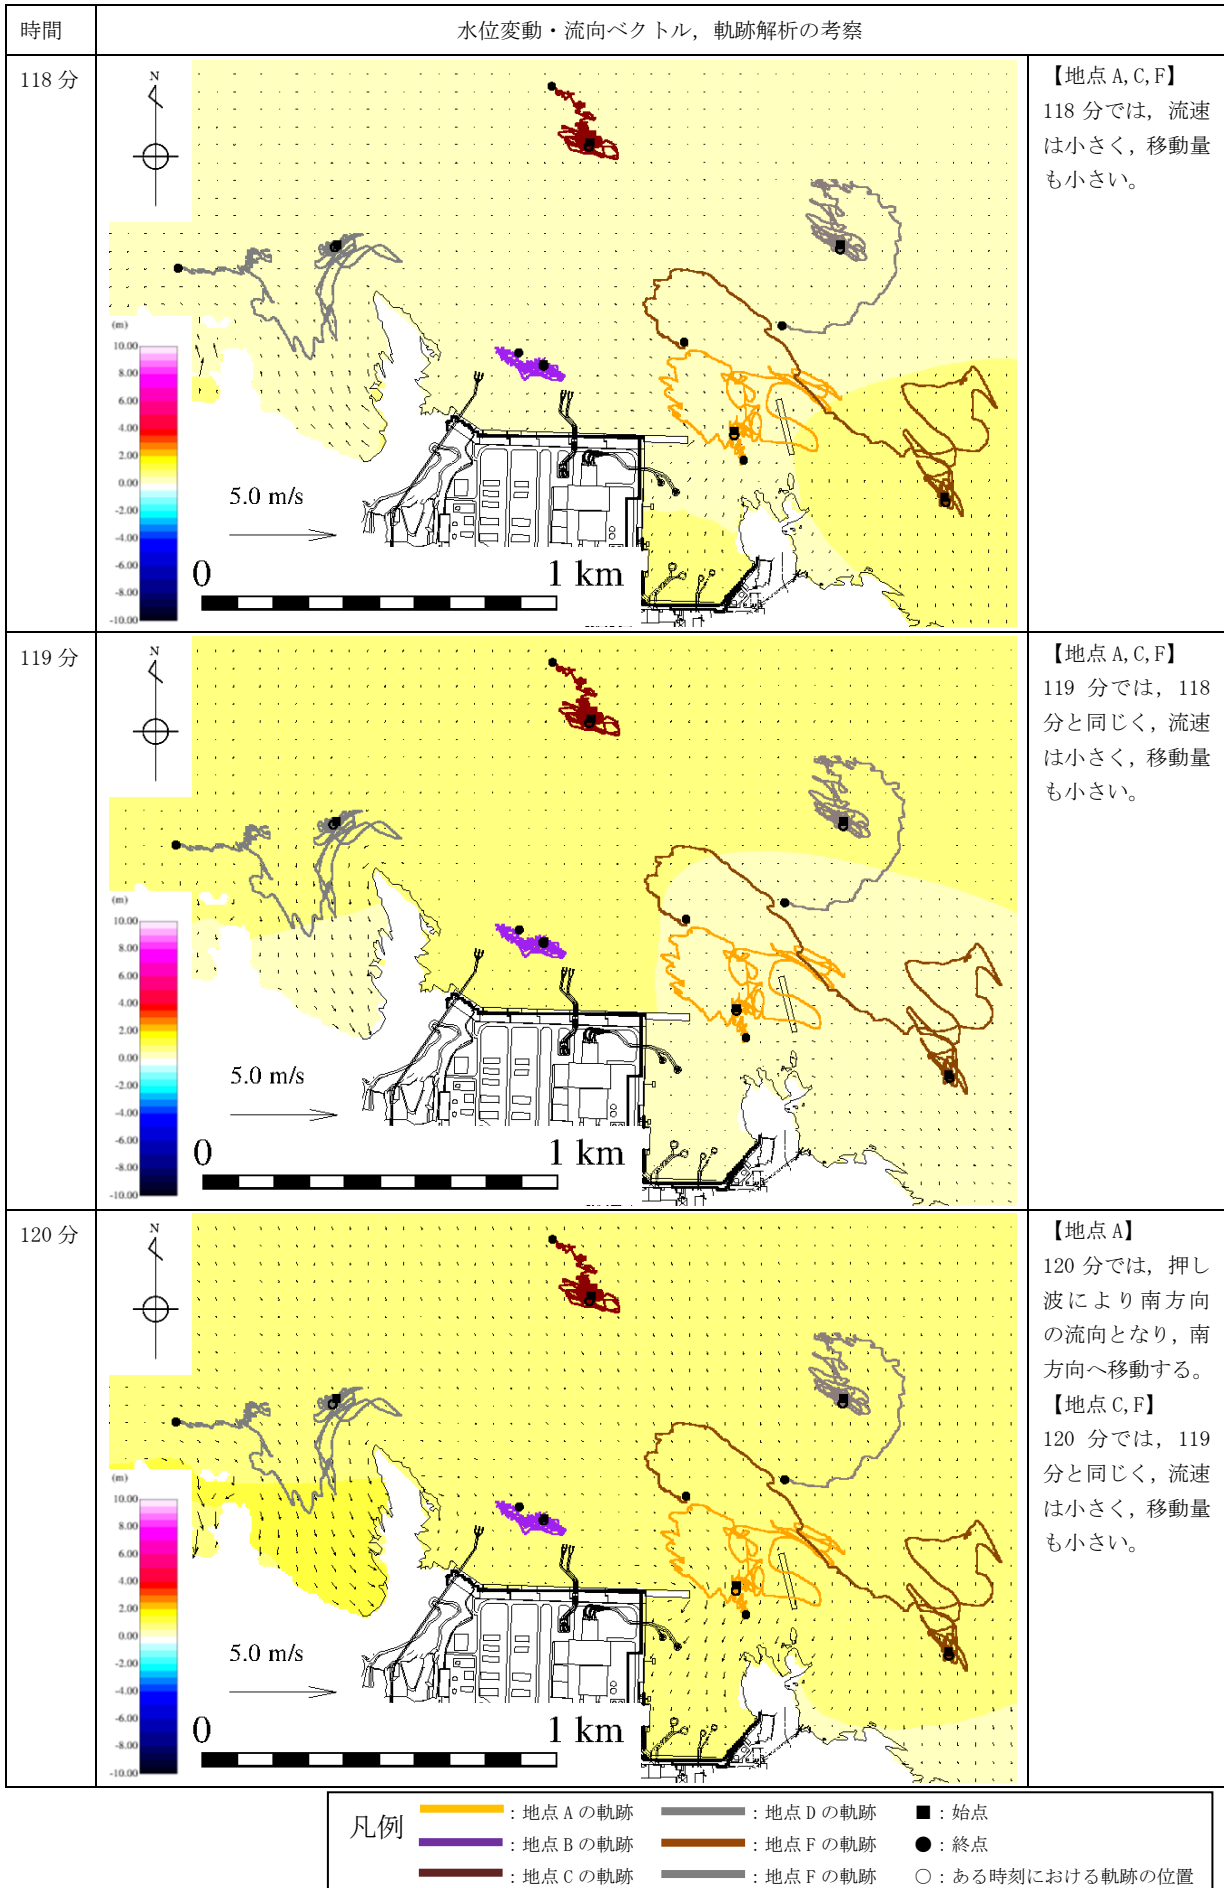 時間
水位変動・流向ベクトル，軌跡解析の考察
118 分
N
(m)
10.00
8.00
6.00
4.00
2.00
0.00
-2.00
-4.00
-6.00
-8.00
-10.00
5.0 m/s
0
1 km
【地点 A,C,F】
118 分では，流速
は小さく，移動量
も小さい。
119 分
N
(m)
10.00
8.00
6.00
4.00
2.00
0.00
-2.00
-4.00
-6.00
-8.00
-10.00
5.0 m/s
0
1 km
【地点 A,C,F】
119 分では，118
分と同じく，流速
は小さく，移動量
も小さい。
120 分
N
(m)
10.00
8.00
6.00
4.00
2.00
0.00
-2.00
-4.00
-6.00
-8.00
-10.00
5.0 m/s
0
1 km
【地点 A】
120 分では，押し
波により南方向
の流向となり，南
方向へ移動する。
【地点 C,F】
120 分では，119
分と同じく，流速
は小さく，移動量
も小さい。
凡例
：地点 A の軌跡
：地点 D の軌跡
■：始点
：地点 B の軌跡
：地点 F の軌跡
●：終点
：地点 C の軌跡
：地点 F の軌跡
○：ある時刻における軌跡の位置